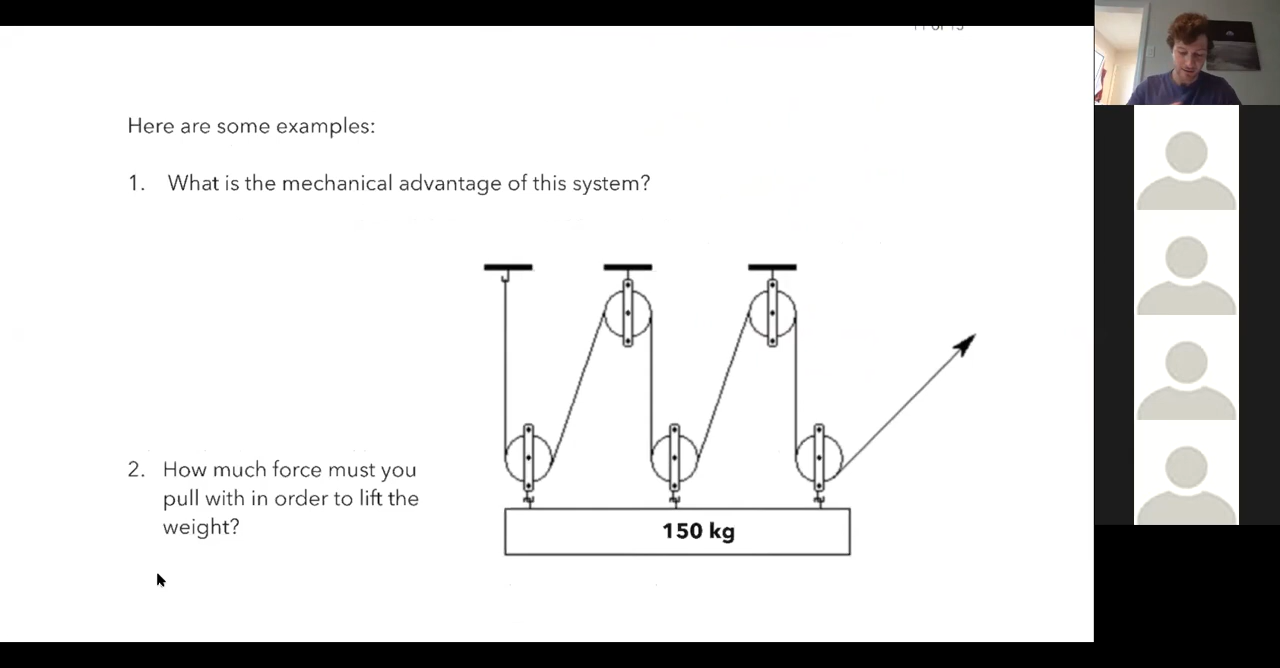 Here are some examples:
1. What is the mechanical advantage of this system?
2. How much force must you
pull with in order to lift the
weight?
150 kg